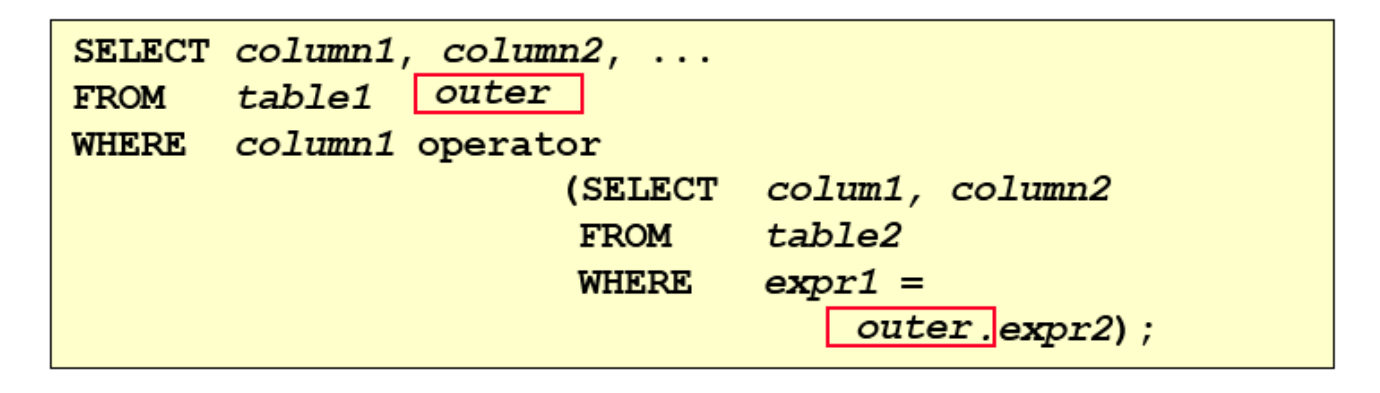 SELECT column1, column2, ...
FROM table1 outer
WHERE column1 operator
(SELECT colum1, column2
FROM table2
WHERE expr1 =
outer.expr2);